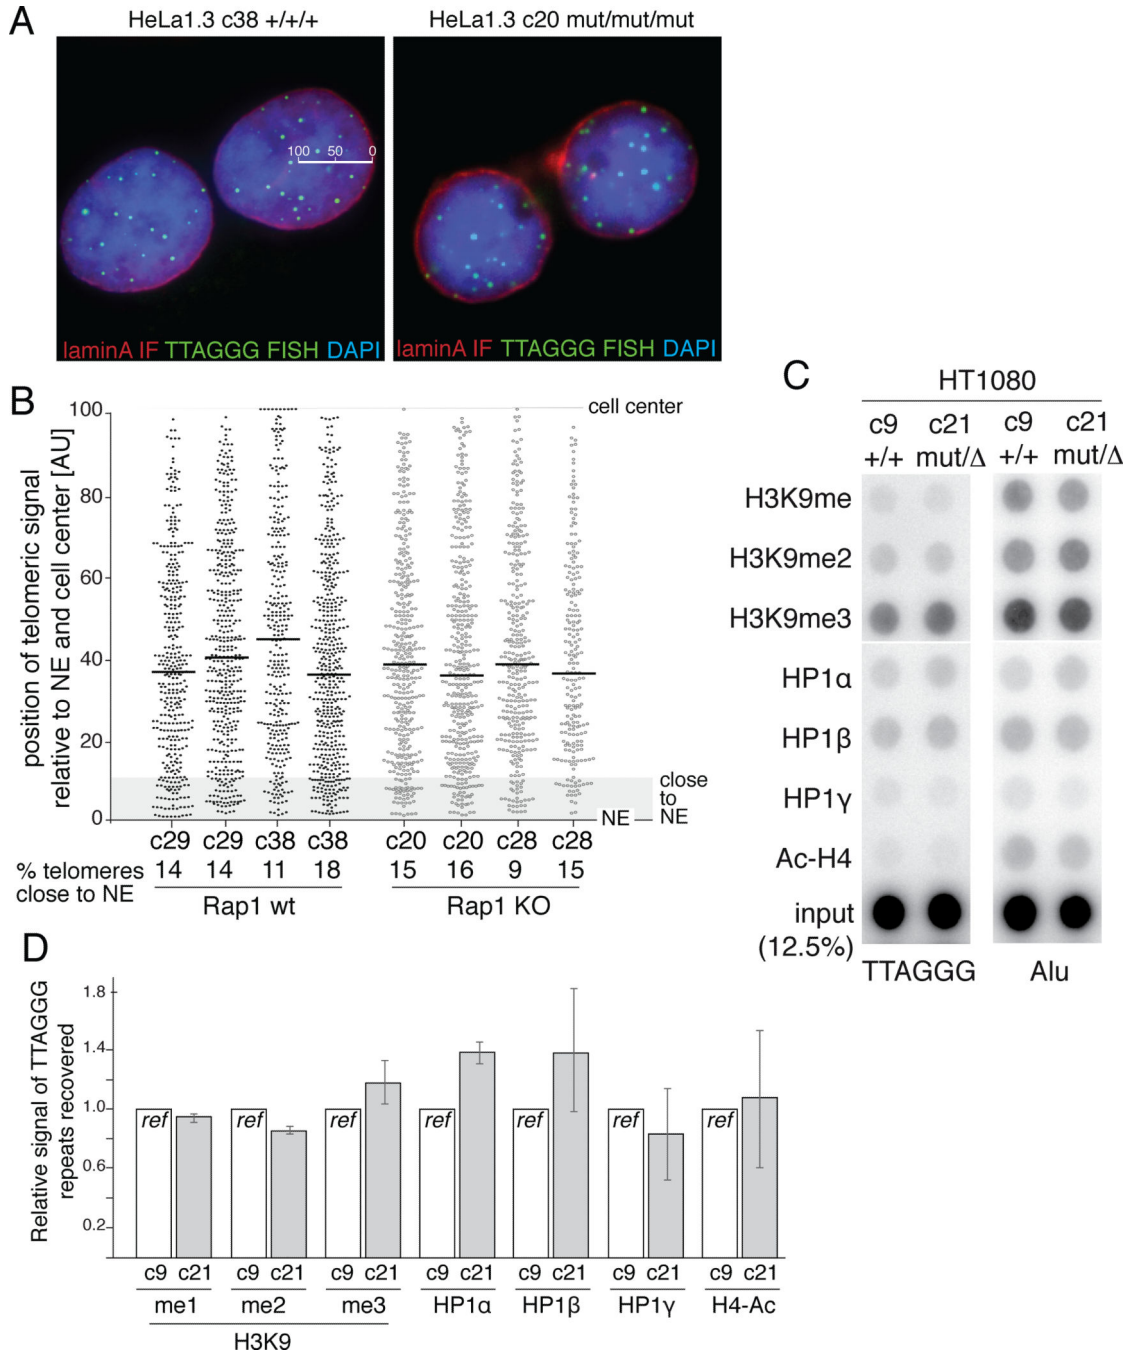 A
HeLa1.3 c38 +/+/+
HeLa1.3 c20 mut/mut/mut
100 50 0
laminA IF TTAGGG FISH DAPI
laminA IF TTAGGG FISH DAPI
B
position of telomeric signal
relative to NE and cell center [AU]
100
80
60
40
20
0
cell center
close
to
NE
NE
c29 c29 c38 c38 c20 c20 c28 c28
% telomeres
close to NE
14 14 11 18 15 16 9 15
Rap1 wt
Rap1 KO
C
HT1080
c9 c21 c9 c21
+/+ mut/Δ +/+ mut/Δ
H3K9me
H3K9me2
H3K9me3
HP1α
HP1β
HP1γ
Ac-H4
input
(12.5%)
TTAGGG
Alu
D
Relative signal of TTAGGG
repeats recovered
1.8
1.4
1.0
0.6
0.2
ref ref ref ref ref ref ref
c9 c21 c9 c21 c9 c21 c9 c21 c9 c21 c9 c21 c9 c21
me1 me2 me3 HP1α HP1β HP1γ H4-Ac
H3K9